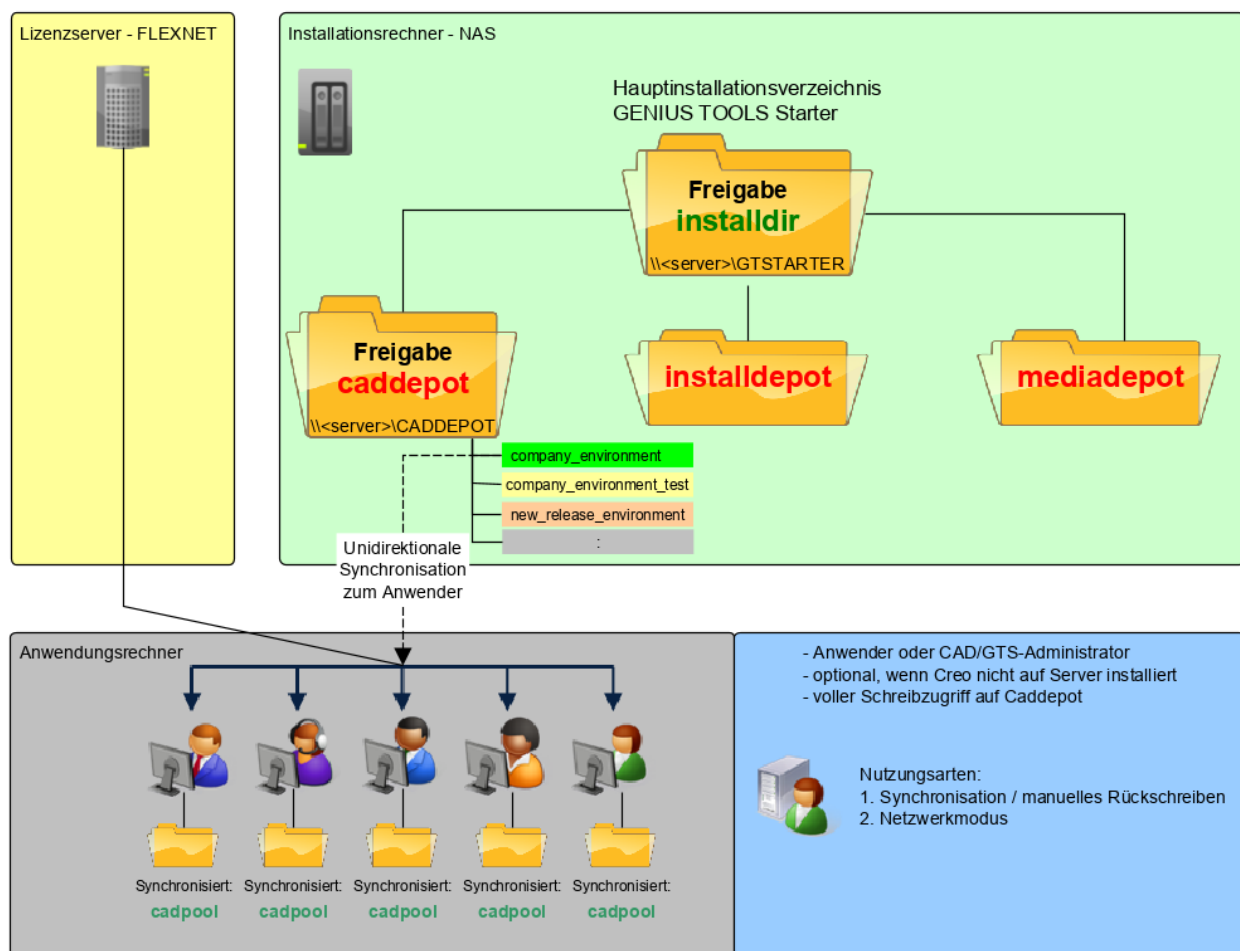 Lizenzserver - FLEXNET
Installationsrechner - NAS
Hauptinstallationsverzeichnis
GENIUS TOOLS Starter
Freigabe
installdir
\\<server>\GTSTARTER
Freigabe
caddepot
\\<server>\CADDEPOT
installdepot
mediadepot
company_environment
company_environment_test
new_release_environment
:
Unidirektionale
Synchronisation
zum Anwender
Anwendungsrechner
Synchronisiert:
cadpool
Synchronisiert:
cadpool
Synchronisiert:
cadpool
Synchronisiert:
cadpool
Synchronisiert:
cadpool
- Anwender oder CAD/GTS-Administrator
- optional, wenn Creo nicht auf Server installiert
- voller Schreibzugriff auf Caddepot
Nutzungsarten:
1. Synchronisation / manuelles Rückschreiben
2. Netzwerkmodus